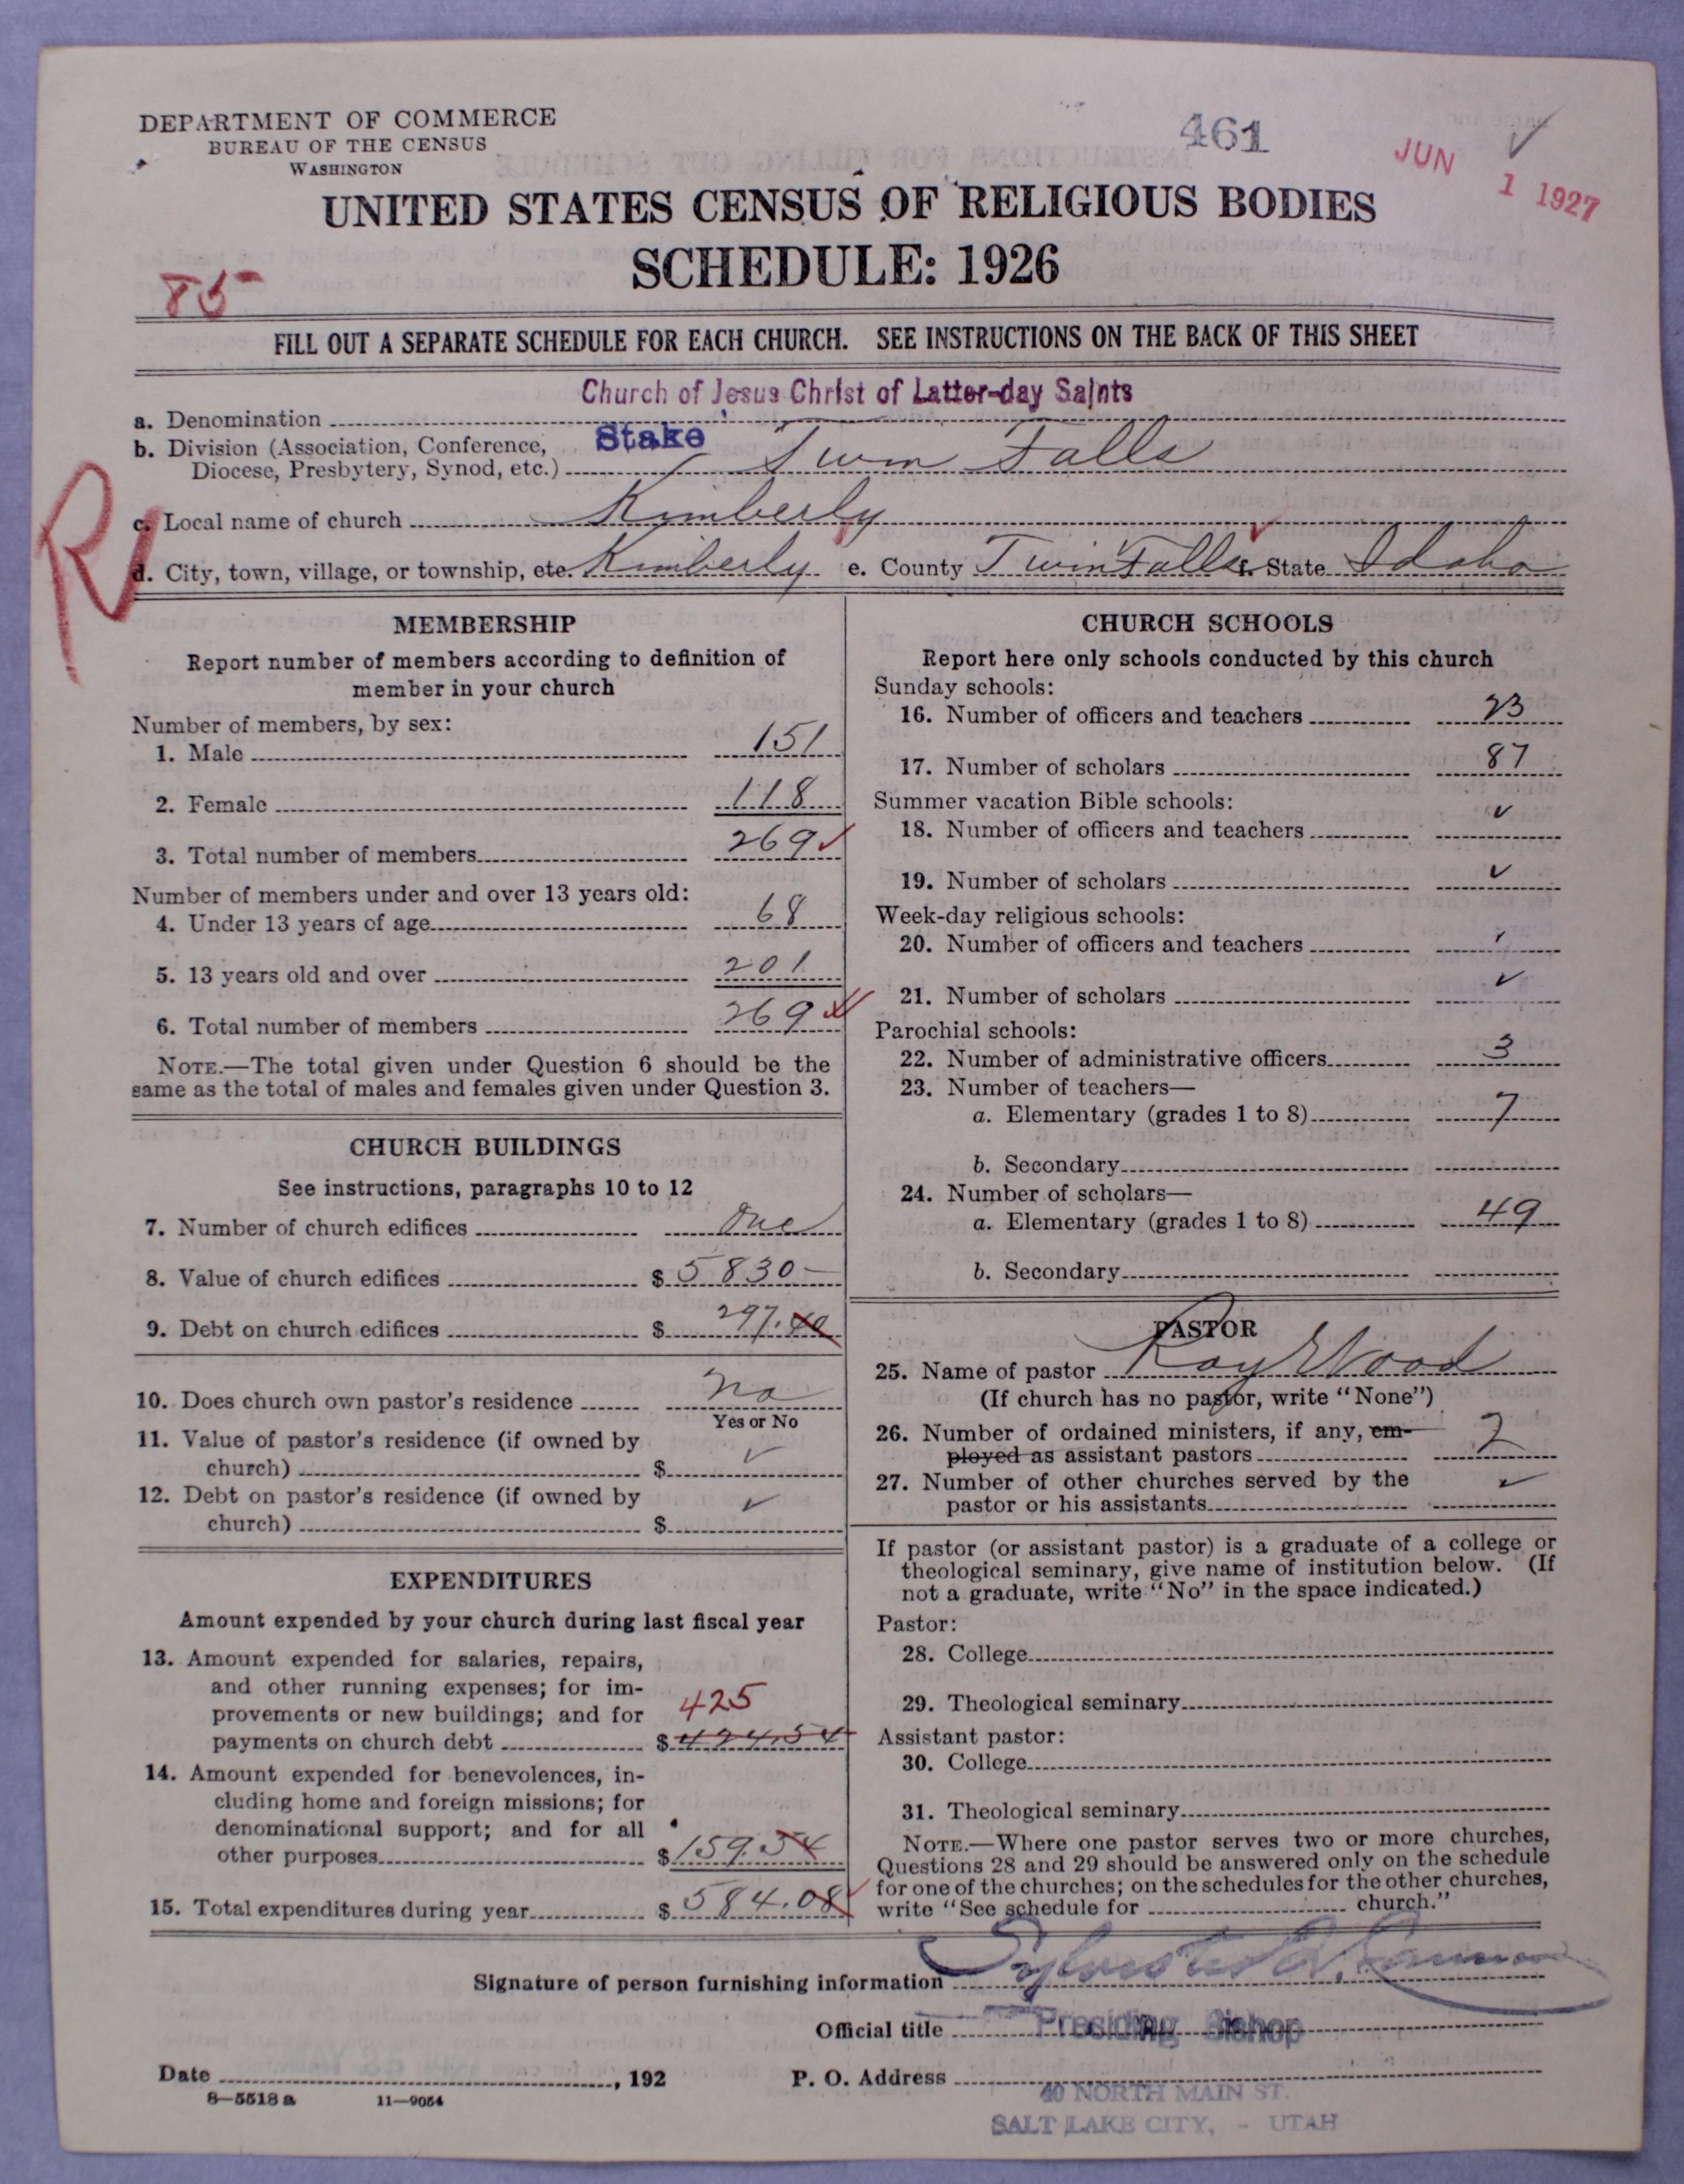 DEPARTMENT OF COMMERCE
BUREAU OF THE CENSUS
WASHINGTON
461
JUN 1 1927
UNITED STATES CENSUS OF RELIGIOUS BODIES
SCHEDULE: 1926
85
FILL OUT A SEPARATE SCHEDULE FOR EACH CHURCH. SEE INSTRUCTIONS ON THE BACK OF THIS SHEET
Church of Jesus Christ of Latter-day Saints
a. Denomination
b. Division (Association, Conference, Stake
Diocese, Presbytery, Synod, etc.) Twin Falls
R
c. Local name of church Kimberly
d. City, town, village, or township, etc. Kimberly e. County Twin Falls f. State Idaho
MEMBERSHIP
Report number of members according to definition of
member in your church
Number of members, by sex:
1. Male 151
2. Female 118
3. Total number of members 269
Number of members under and over 13 years old:
4. Under 13 years of age 68
5. 13 years old and over 201
6. Total number of members 269
NOTE.—The total given under Question 6 should be the
same as the total of males and females given under Question 3.
CHURCH BUILDINGS
See instructions, paragraphs 10 to 12
7. Number of church edifices One
8. Value of church edifices $ 5830—
9. Debt on church edifices $ 297.40
10. Does church own pastor's residence No
Yes or No
11. Value of pastor's residence (if owned by
church) $ ✓
12. Debt on pastor's residence (if owned by
church) $ ✓
EXPENDITURES
Amount expended by your church during last fiscal year
13. Amount expended for salaries, repairs,
and other running expenses; for im-
provements or new buildings; and for 425
payments on church debt $ 424.54
14. Amount expended for benevolences, in-
cluding home and foreign missions; for
denominational support; and for all
other purposes $ 159.54
15. Total expenditures during year $ 584.08
CHURCH SCHOOLS
Report here only schools conducted by this church
Sunday schools:
16. Number of officers and teachers 23
17. Number of scholars 87
Summer vacation Bible schools:
18. Number of officers and teachers ✓
19. Number of scholars ✓
Week-day religious schools:
20. Number of officers and teachers ✓
21. Number of scholars ✓
Parochial schools:
22. Number of administrative officers 3
23. Number of teachers—
a. Elementary (grades 1 to 8) 7
b. Secondary
24. Number of scholars—
a. Elementary (grades 1 to 8) 49
b. Secondary
PASTOR
25. Name of pastor Roy Wood
(If church has no pastor, write "None")
26. Number of ordained ministers, if any, em-
ployed as assistant pastors 2
27. Number of other churches served by the
pastor or his assistants ✓
If pastor (or assistant pastor) is a graduate of a college or
theological seminary, give name of institution below. (If
not a graduate, write "No" in the space indicated.)
Pastor:
28. College
29. Theological seminary
Assistant pastor:
30. College
31. Theological seminary
NOTE.—Where one pastor serves two or more churches,
Questions 28 and 29 should be answered only on the schedule
for one of the churches; on the schedules for the other churches,
write "See schedule for church."
Signature of person furnishing information Sylvester Q. Cannon
Official title Presiding Bishop
Date , 192 P. O. Address
40 NORTH MAIN ST.
8—5518 a 11—9054
SALT LAKE CITY, - UTAH